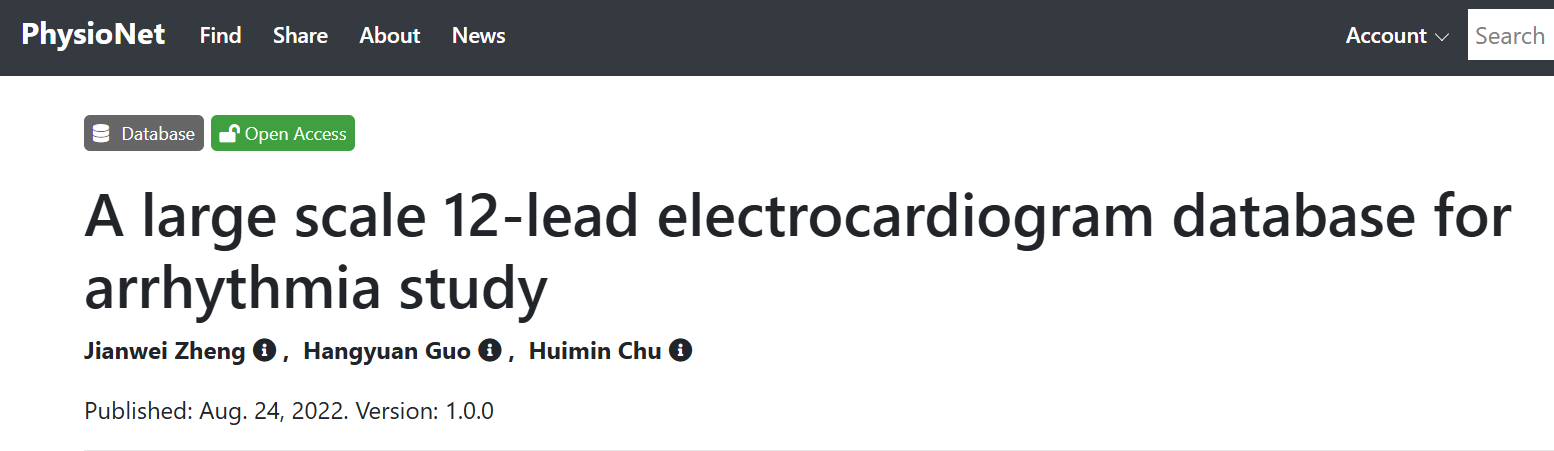 PhysioNet Find Share About News Account Search
Database Open Access
A large scale 12-lead electrocardiogram database for
arrhythmia study
Jianwei Zheng , Hangyuan Guo , Huimin Chu
Published: Aug. 24, 2022. Version: 1.0.0